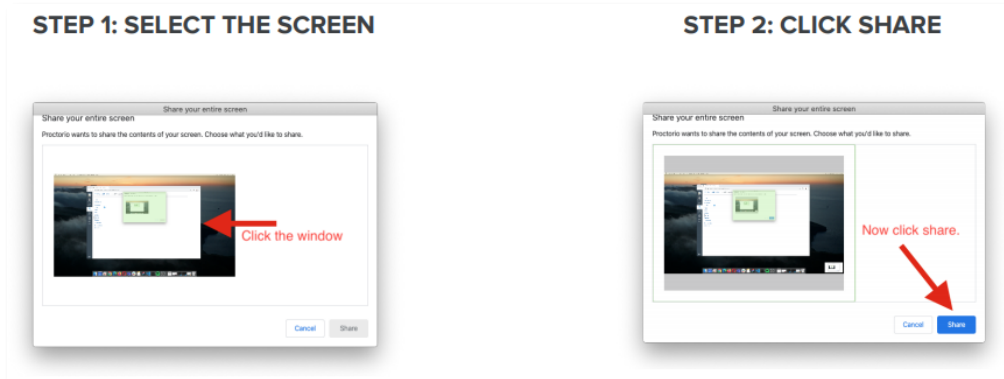 STEP 1: SELECT THE SCREEN
Share your entire screen
Share your entire screen
Proctorio wants to share the contents of your screen. Choose what you'd like to share.
Click the window
Cancel
Share
STEP 2: CLICK SHARE
Share your entire screen
Share your entire screen
Proctorio wants to share the contents of your screen. Choose what you'd like to share.
Now click share.
Cancel
Share